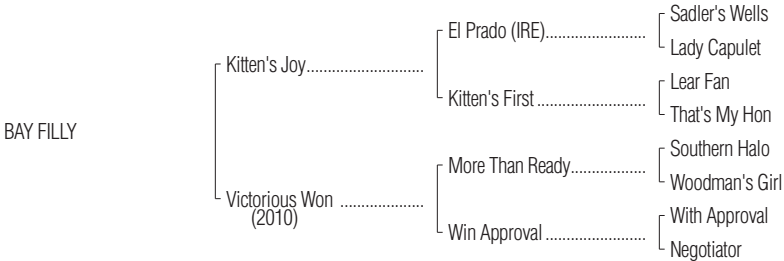 Sadler's Wells
El Prado (IRE)........................
Lady Capulet
Kitten's Joy...........................
Lear Fan
Kitten's First .........................
That's My Hon
BAY FILLY
Southern Halo
More Than Ready..................
Woodman's Girl
Victorious Won ...................
(2010)
With Approval
Win Approval .......................
Negotiator